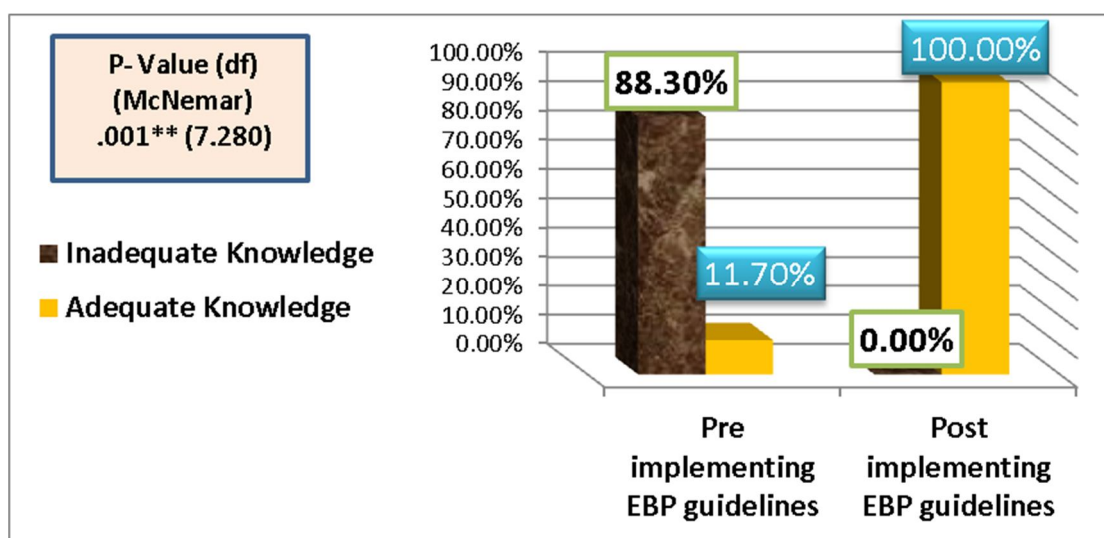 P- Value (df)
(McNemar)
.001** (7.280)
Inadequate Knowledge
Adequate Knowledge
100.00%
90.00%
80.00%
70.00%
60.00%
50.00%
40.00%
30.00%
20.00%
10.00%
0.00%
88.30%
11.70%
0.00%
100.00%
Pre
implementing
EBP guidelines
Post
implementing
EBP guidelines